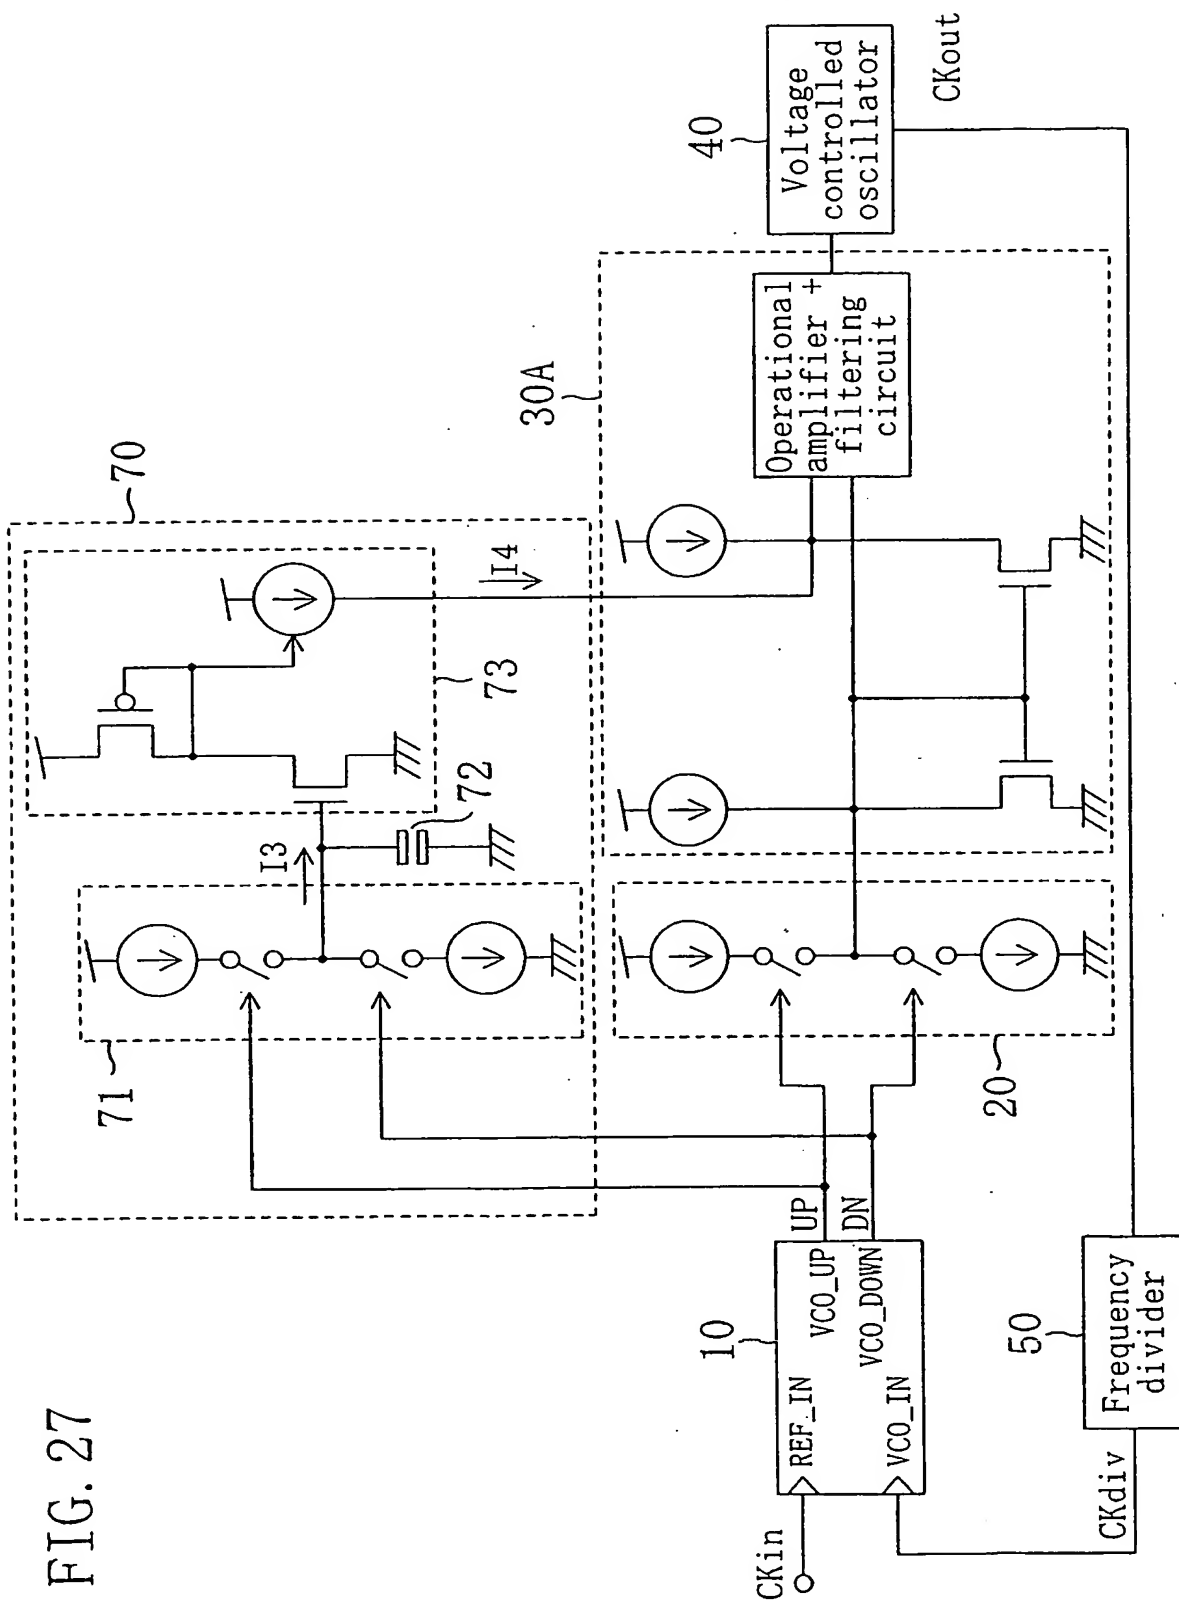 FIG. 27
70
71
I3
72
73
I4
30A
40
Voltage
controlled
oscillator
CKout
Operational
amplifier +
filtering
circuit
20
UP
DN
10
REF_IN
VCO_UP
VCO_IN
VCO_DOWN
CKin
CKdiv
50
Frequency
divider